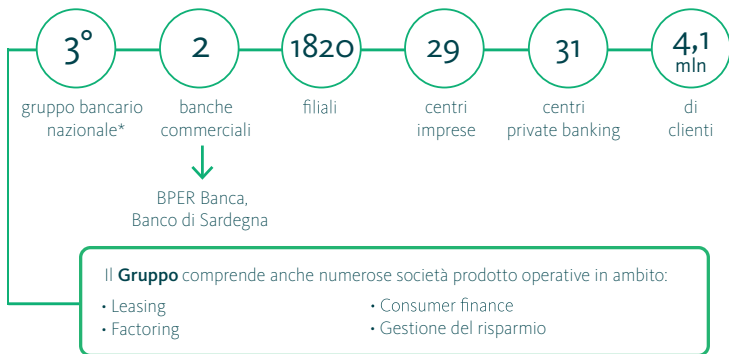 3°
gruppo bancario
nazionale*
2
banche
commerciali
BPER Banca,
Banco di Sardegna
1820
filiali
29
centri
imprese
31
centri
private banking
4,1
mln
di
clienti
Il Gruppo comprende anche numerose società prodotto operative in ambito:
• Leasing
• Factoring
• Consumer finance
• Gestione del risparmio